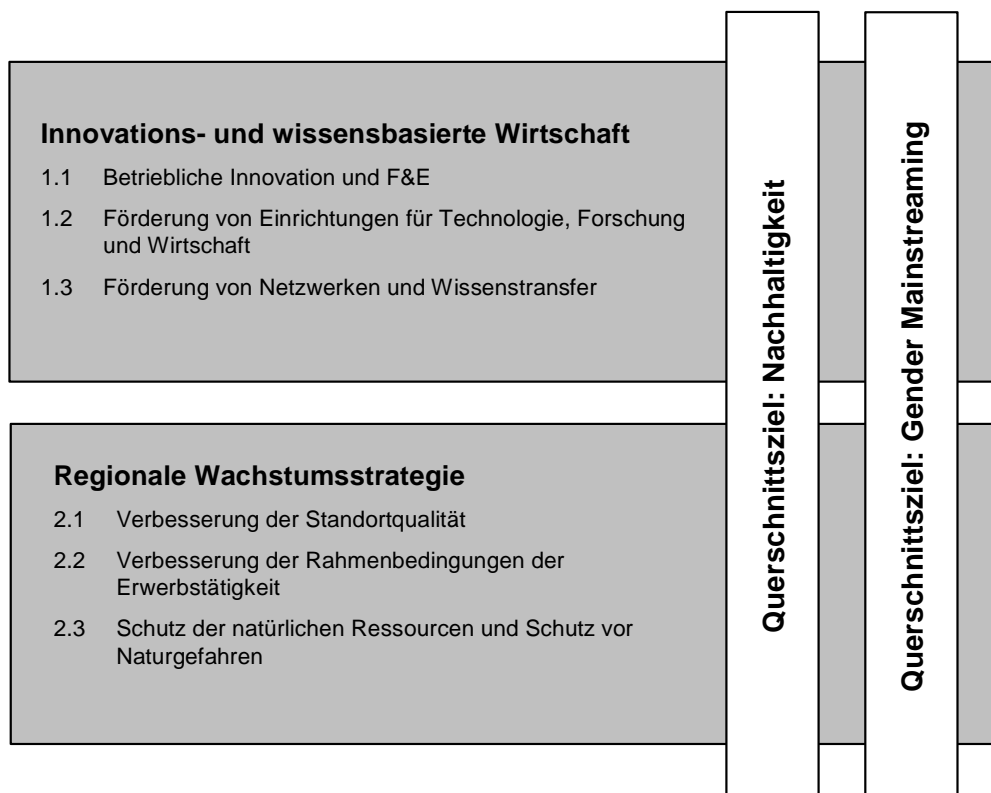 Innovations- und wissensbasierte Wirtschaft
1.1 Betriebliche Innovation und F&E
1.2 Förderung von Einrichtungen für Technologie, Forschung
und Wirtschaft
1.3 Förderung von Netzwerken und Wissenstransfer
Regionale Wachstumsstrategie
2.1 Verbesserung der Standortqualität
2.2 Verbesserung der Rahmenbedingungen der
Erwerbstätigkeit
2.3 Schutz der natürlichen Ressourcen und Schutz vor
Naturgefahren
Querschnittsziel: Nachhaltigkeit
Querschnittsziel: Gender Mainstreaming